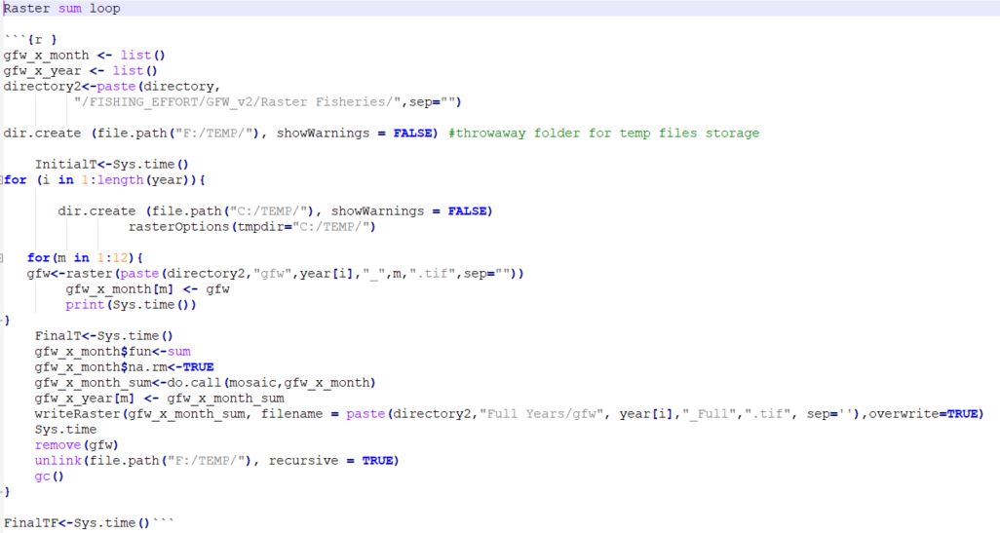 Raster sum loop
```{r }
gfw_x_month <- list()
gfw_x_year <- list()
directory2<-paste(directory,
"/FISHING_EFFORT/GFW_v2/Raster Fisheries/",sep="")
dir.create (file.path("F:/TEMP/"), showWarnings = FALSE) #throwaway folder for temp files storage
InitialT<-Sys.time()
for (i in 1:length(year)){
dir.create (file.path("C:/TEMP/"), showWarnings = FALSE)
rasterOptions(tmpdir="C:/TEMP/")
for(m in 1:12){
gfw<-raster(paste(directory2,"gfw",year[i],"_",m,".tif",sep=""))
gfw_x_month[m] <- gfw
print(Sys.time())
}
FinalT<-Sys.time()
gfw_x_month$fun<-sum
gfw_x_month$na.rm<-TRUE
gfw_x_month_sum<-do.call(mosaic,gfw_x_month)
gfw_x_year[m] <- gfw_x_month_sum
writeRaster(gfw_x_month_sum, filename = paste(directory2,"Full Years/gfw", year[i],"_Full",".tif", sep=''),overwrite=TRUE)
Sys.time
remove(gfw)
unlink(file.path("F:/TEMP/"), recursive = TRUE)
gc()
}
FinalTF<-Sys.time()```